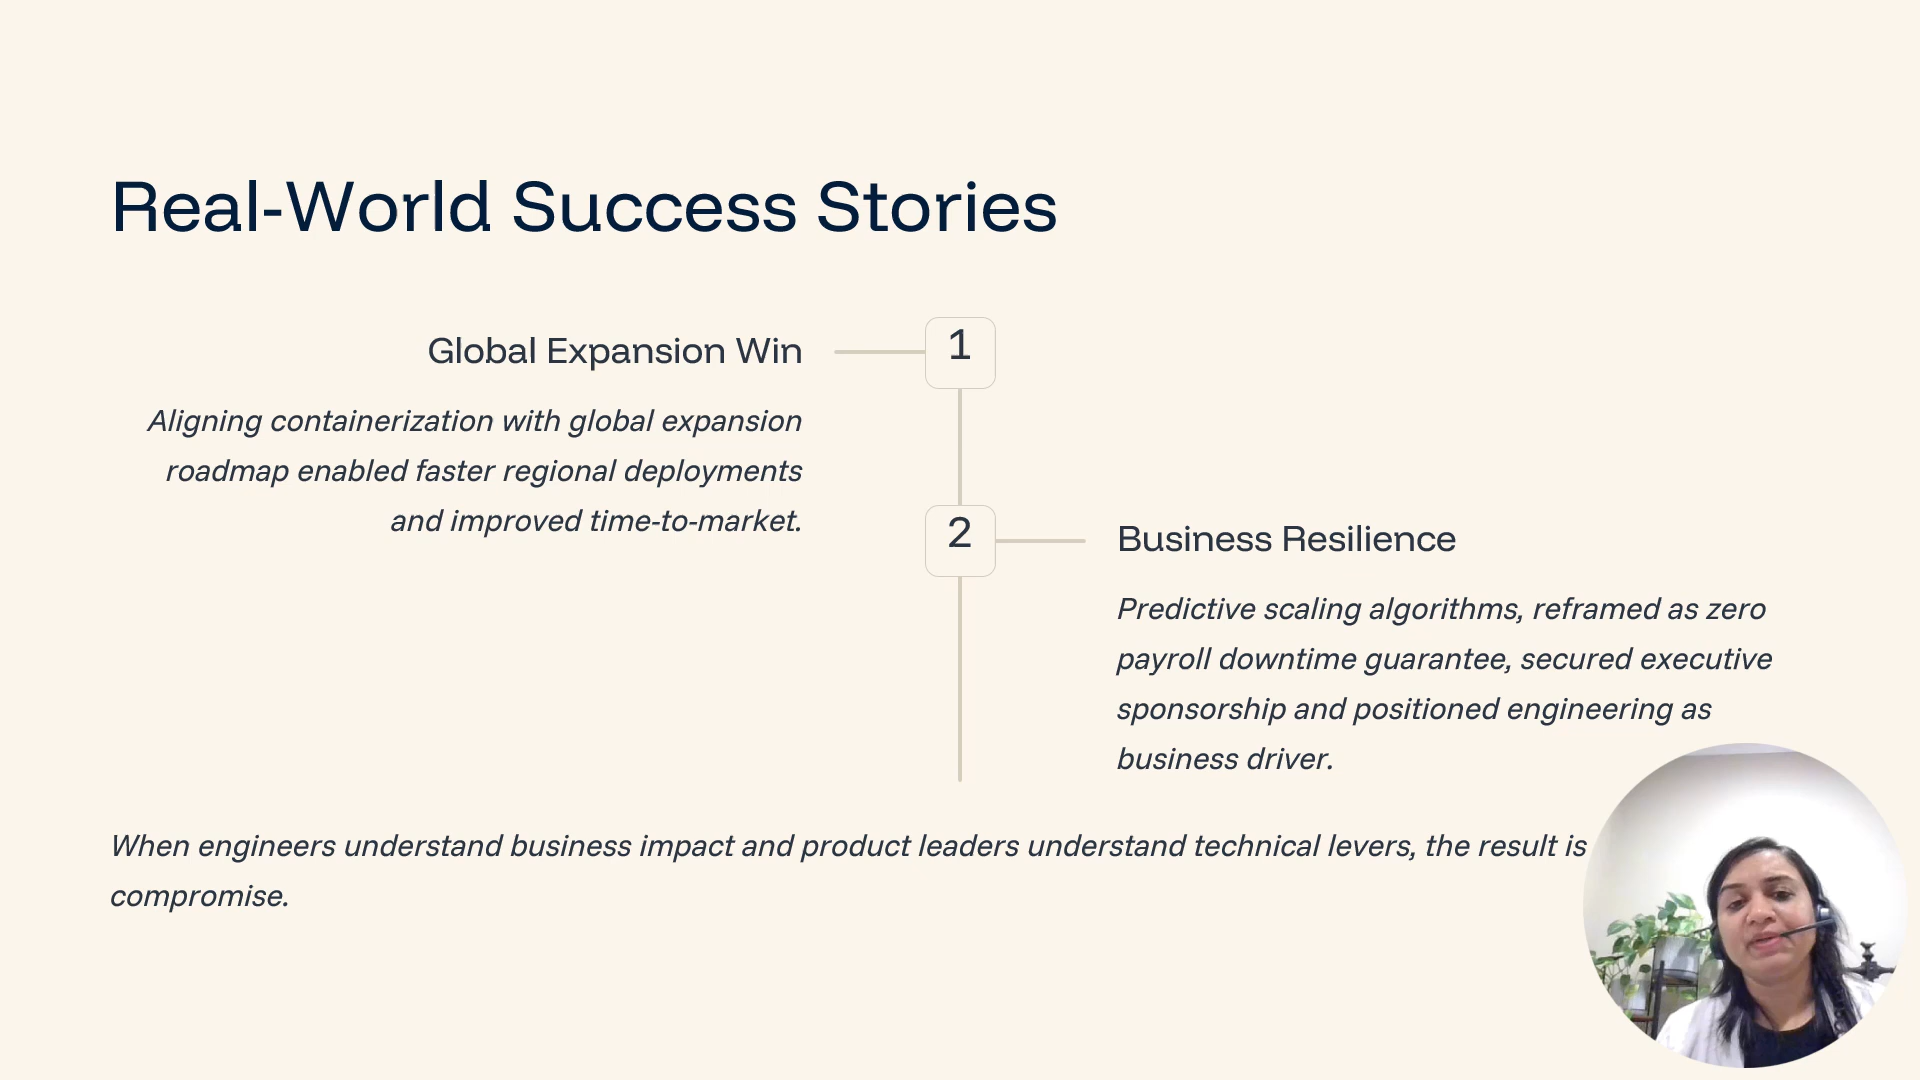 Real-World Success Stories
1
Global Expansion Win
Aligning containerization with global expansion
roadmap enabled faster regional deployments
and improved time-to-market.
2
Business Resilience
Predictive scaling algorithms, reframed as zero
payroll downtime guarantee, secured executive
sponsorship and positioned engineering as
business driver.
When engineers understand business impact and product leaders understand technical levers, the result is
compromise.